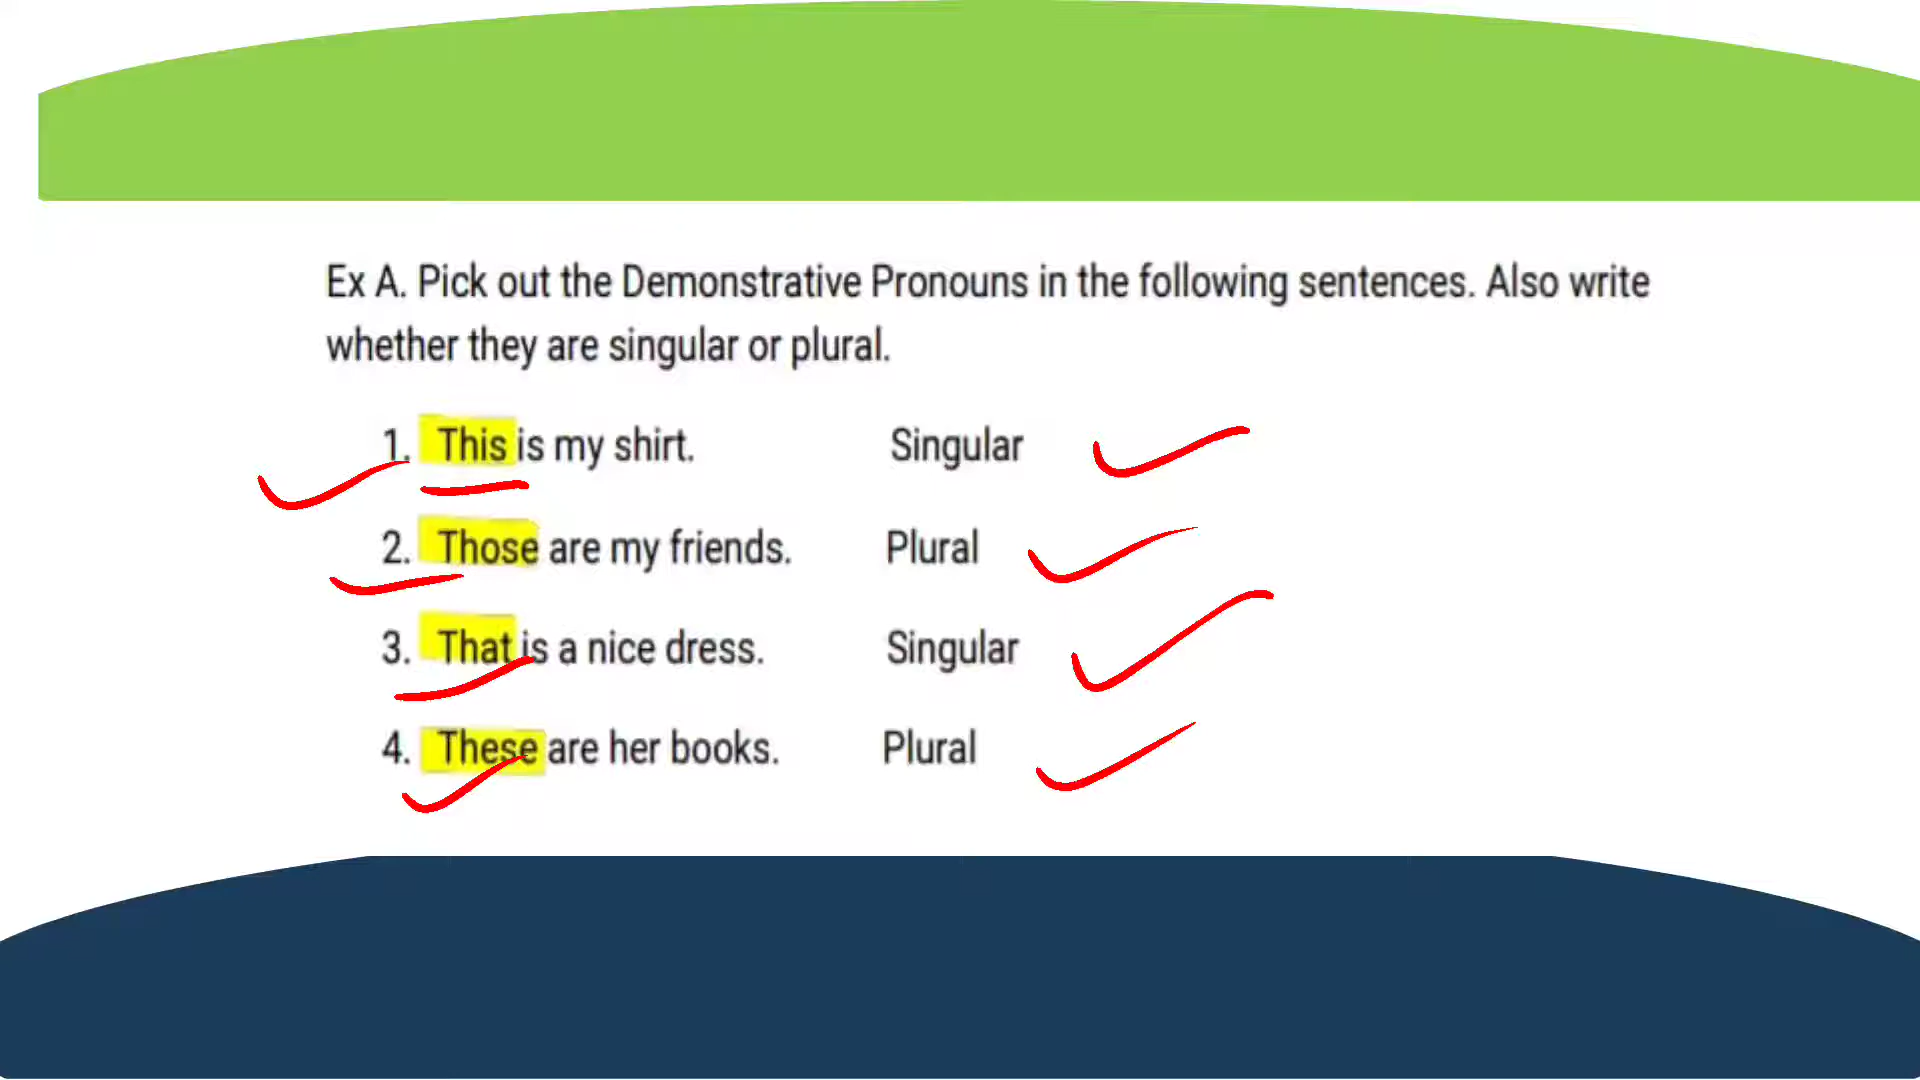 Ex A. Pick out the Demonstrative Pronouns in the following sentences. Also write
whether they are singular or plural.
1. This is my shirt. Singular
2. Those are my friends. Plural
3. That is a nice dress. Singular
4. These are her books. Plural